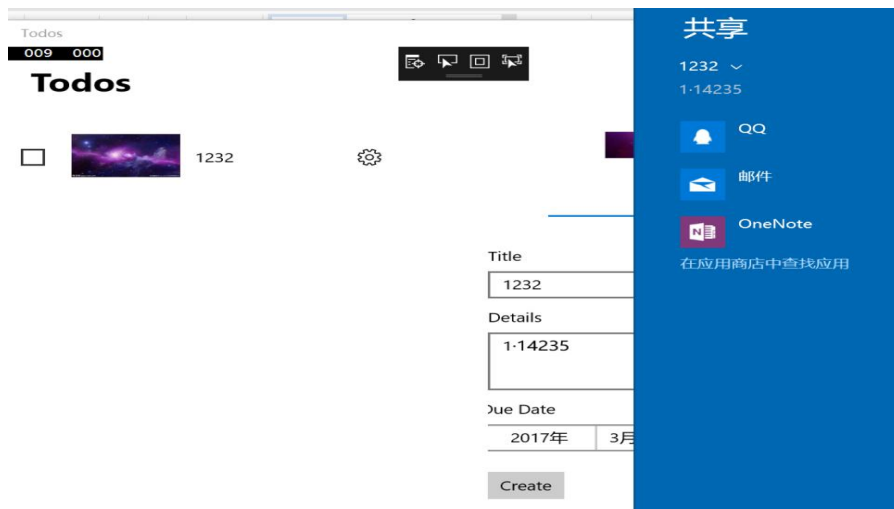 Todos
009 000
Todos
1232
Title
1232
Details
1·14235
Due Date
2017年 3月
Create
共享
1232
1·14235
QQ
邮件
OneNote
在应用商店中查找应用